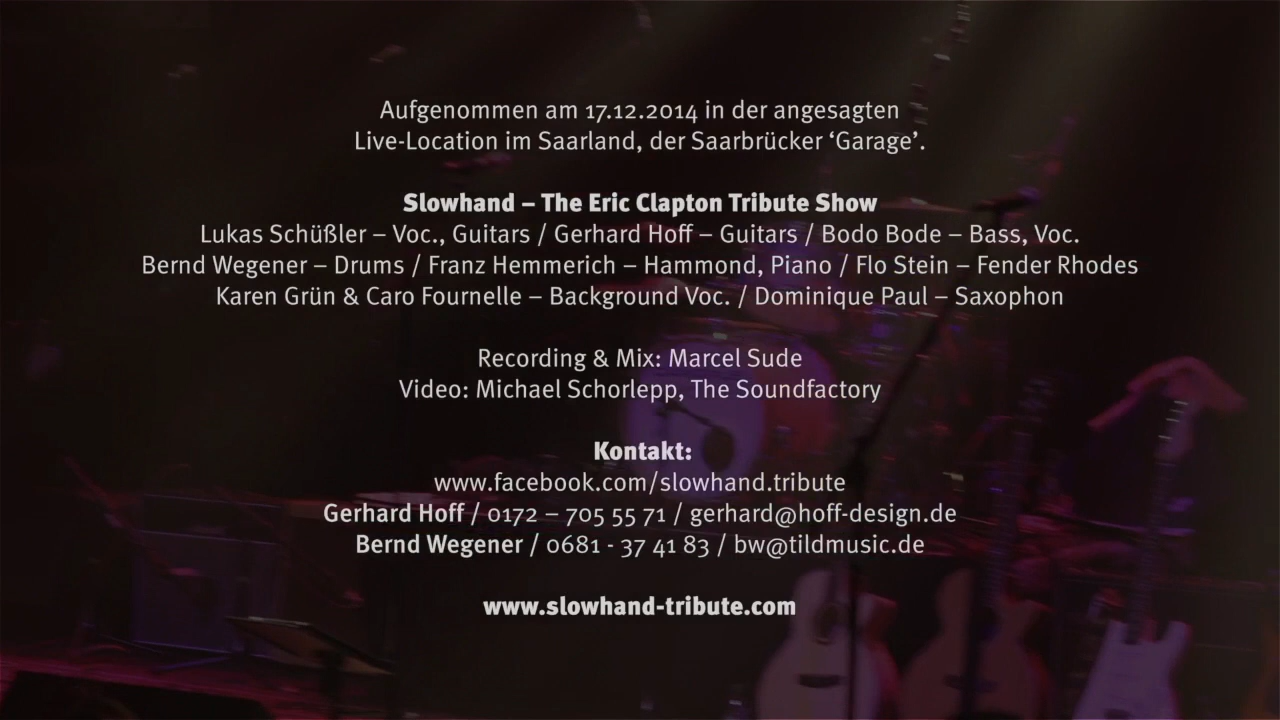 Aufgenommen am 17.12.2014 in der angesagten
Live-Location im Saarland, der Saarbrücker ‘Garage’.
Slowhand – The Eric Clapton Tribute Show
Lukas Schüßler – Voc., Guitars / Gerhard Hoff – Guitars / Bodo Bode – Bass, Voc.
Bernd Wegener – Drums / Franz Hemmerich – Hammond, Piano / Flo Stein – Fender Rhodes
Karen Grün & Caro Fournelle – Background Voc. / Dominique Paul – Saxophon
Recording & Mix: Marcel Sude
Video: Michael Schorlepp, The Soundfactory
Kontakt:
www.facebook.com/slowhand.tribute
Gerhard Hoff / 0172 – 705 55 71 / gerhard@hoff-design.de
Bernd Wegener / 0681 - 37 41 83 / bw@tildmusic.de
www.slowhand-tribute.com